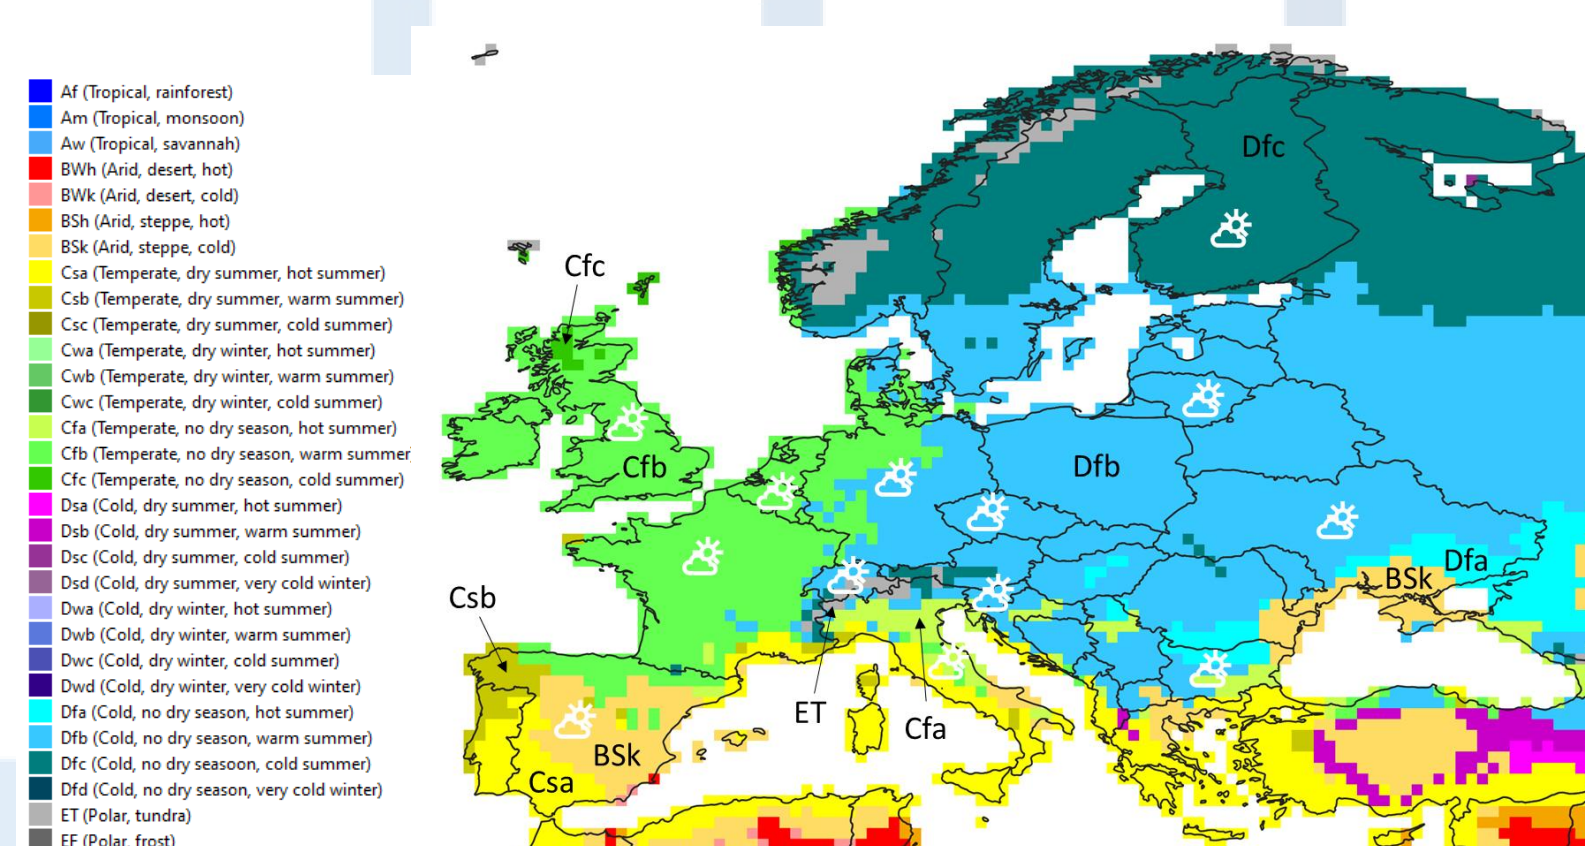 Af (Tropical, rainforest)
Am (Tropical, monsoon)
Aw (Tropical, savannah)
BWh (Arid, desert, hot)
BWk (Arid, desert, cold)
BSh (Arid, steppe, hot)
BSk (Arid, steppe, cold)
Csa (Temperate, dry summer, hot summer)
Csb (Temperate, dry summer, warm summer)
Csc (Temperate, dry summer, cold summer)
Cwa (Temperate, dry winter, hot summer)
Cwb (Temperate, dry winter, warm summer)
Cwc (Temperate, dry winter, cold summer)
Cfa (Temperate, no dry season, hot summer)
Cfb (Temperate, no dry season, warm summer
Cfc (Temperate, no dry season, cold summer)
Dsa (Cold, dry summer, hot summer)
Dsb (Cold, dry summer, warm summer)
Dsc (Cold, dry summer, cold summer)
Dsd (Cold, dry summer, very cold winter)
Dwa (Cold, dry winter, hot summer)
Dwb (Cold, dry winter, warm summer)
Dwc (Cold, dry winter, cold summer)
Dwd (Cold, dry winter, very cold winter)
Dfa (Cold, no dry season, hot summer)
Dfb (Cold, no dry season, warm summer)
Dfc (Cold, no dry seasoon, cold summer)
Dfd (Cold, no dry season, very cold winter)
ET (Polar, tundra)
EF (Polar, frost)
Dfc
Cfc
Cfb
Dfb
Dfa
BSk
Csb
ET
Cfa
BSk
Csa